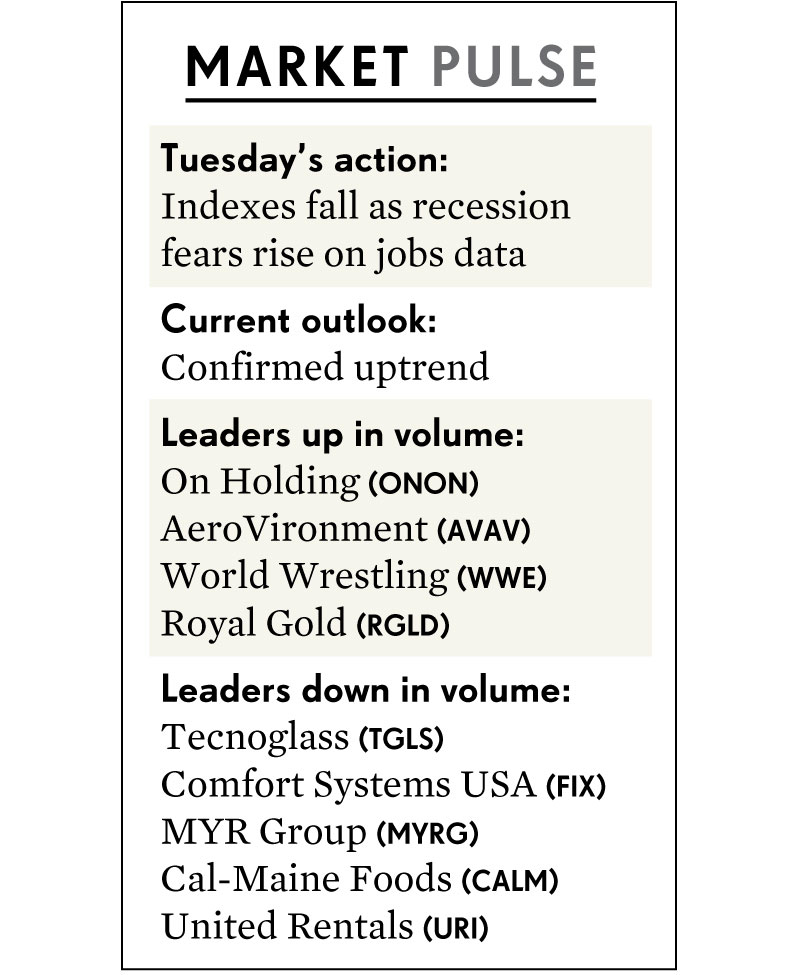 MARKET PULSE
Tuesday’s action:
Indexes fall as recession
fears rise on jobs data
Current outlook:
Confirmed uptrend
Leaders up in volume:
On Holding (ONON)
AeroVironment (AVAV)
World Wrestling (WWE)
Royal Gold (RGLD)
Leaders down in volume:
Tecnoglass (TGLS)
Comfort Systems USA (FIX)
MYR Group (MYRG)
Cal-Maine Foods (CALM)
United Rentals (URI)